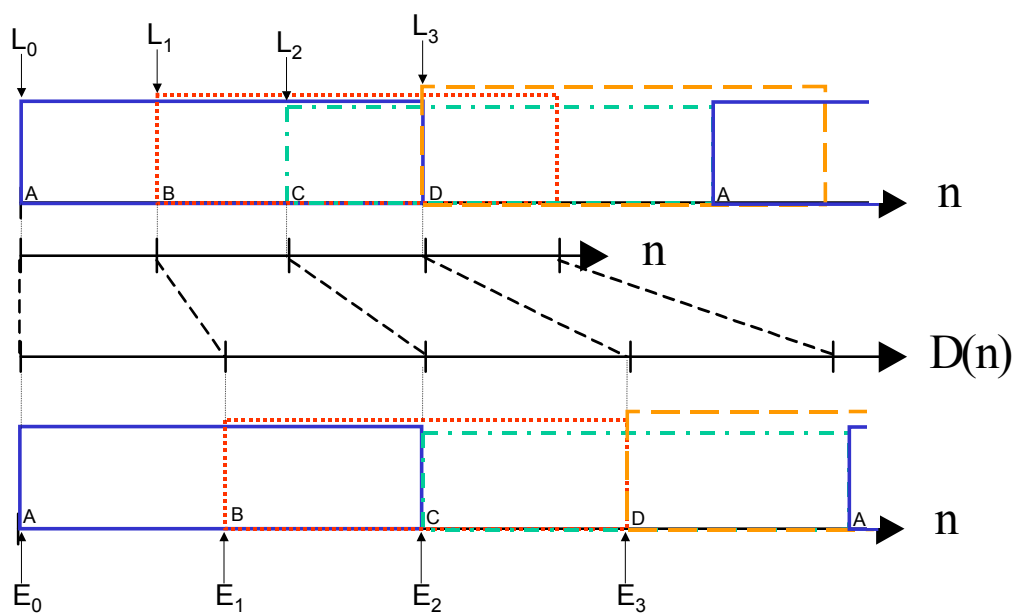 L₀ L₁ L₂ L₃
A B C D A
n
n
D(n)
A B C D A
n
E₀ E₁ E₂ E₃